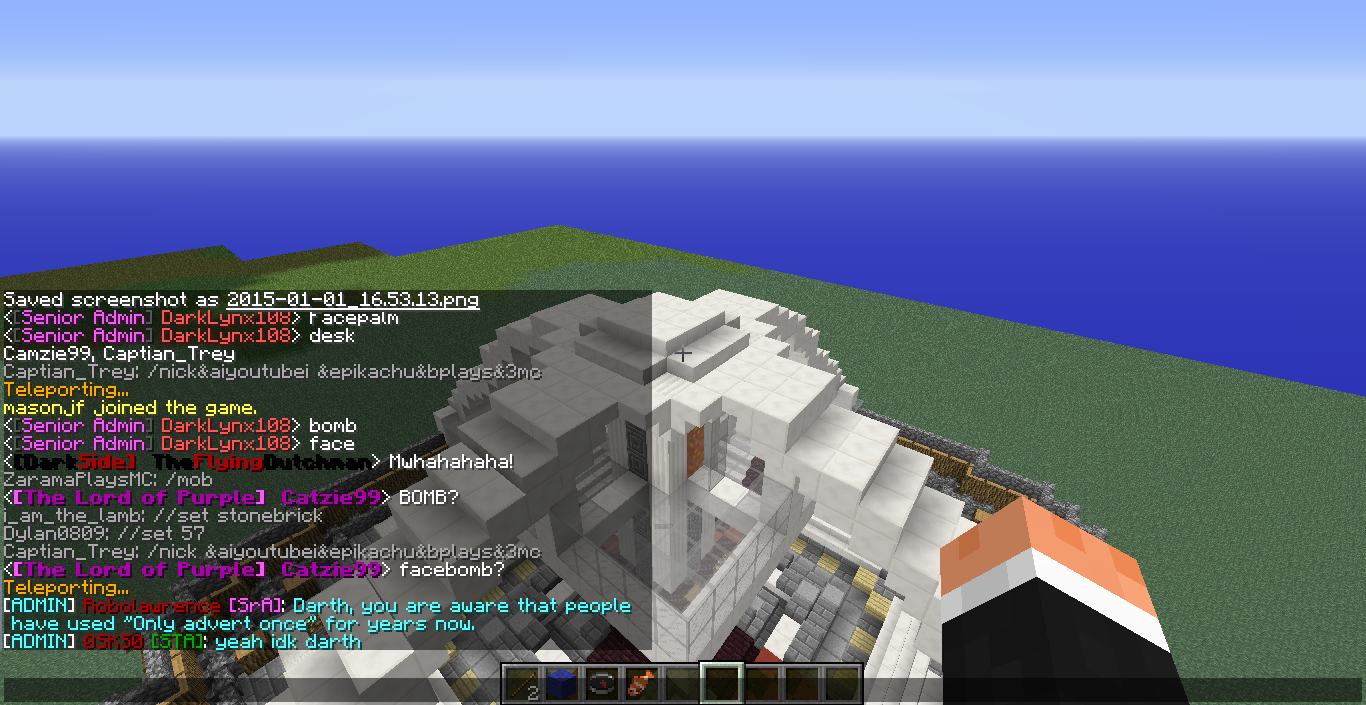 Saved screenshot as 2015-01-01_16.53.13.png
<[Senior Admin] DarkLynx108> facepalm
<[Senior Admin] DarkLynx108> desk
Camzie99, Captian_Trey
Captian_Trey: /nick&aiyoutubei &epikachu&bplays&3mc
Teleporting...
masonjf joined the game.
<[Senior Admin] DarkLynx108> bomb
<[Senior Admin] DarkLynx108> face
<[DarkSide] TheFlyingDutchman> Mwhahahaha!
ZaramaPlaysMC: /mob
<[The Lord of Purple] Catzie99> BOMB?
i_am_the_lamb: //set stonebrick
Dylan0809: //set 57
Captian_Trey: /nick &aiyoutubei&epikachu&bplays&3mc
<[The Lord of Purple] Catzie99> facebomb?
Teleporting...
[ADMIN] Robolawrence [SrA]: Darth, you are aware that people
have used "Only advert once" for years now.
[ADMIN] 0SKS0 [STA]: yeah idk darth
2